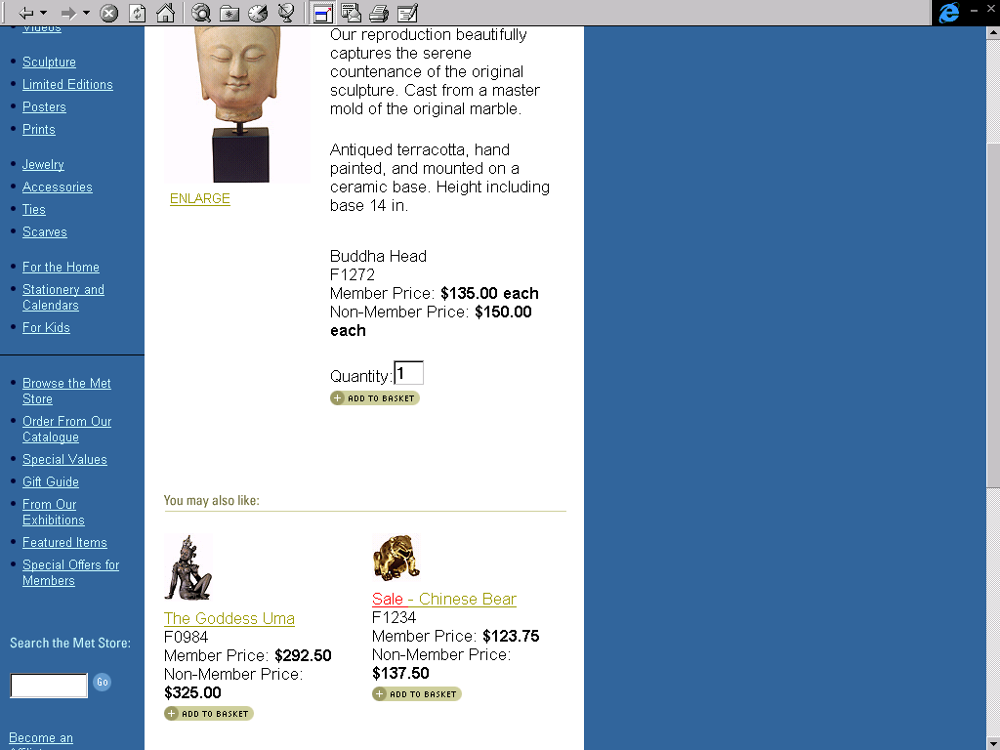 Videos
Sculpture
Limited Editions
Posters
Prints
Jewelry
Accessories
Ties
Scarves
For the Home
Stationery and
Calendars
For Kids
Browse the Met
Store
Order From Our
Catalogue
Special Values
Gift Guide
From Our
Exhibitions
Featured Items
Special Offers for
Members
Search the Met Store:
Go
Become an
ENLARGE
Our reproduction beautifully
captures the serene
countenance of the original
sculpture. Cast from a master
mold of the original marble.
Antiqued terracotta, hand
painted, and mounted on a
ceramic base. Height including
base 14 in.
Buddha Head
F1272
Member Price: $135.00 each
Non-Member Price: $150.00
each
Quantity: 1
ADD TO BASKET
You may also like:
The Goddess Uma
F0984
Member Price: $292.50
Non-Member Price:
$325.00
ADD TO BASKET
Sale - Chinese Bear
F1234
Member Price: $123.75
Non-Member Price:
$137.50
ADD TO BASKET